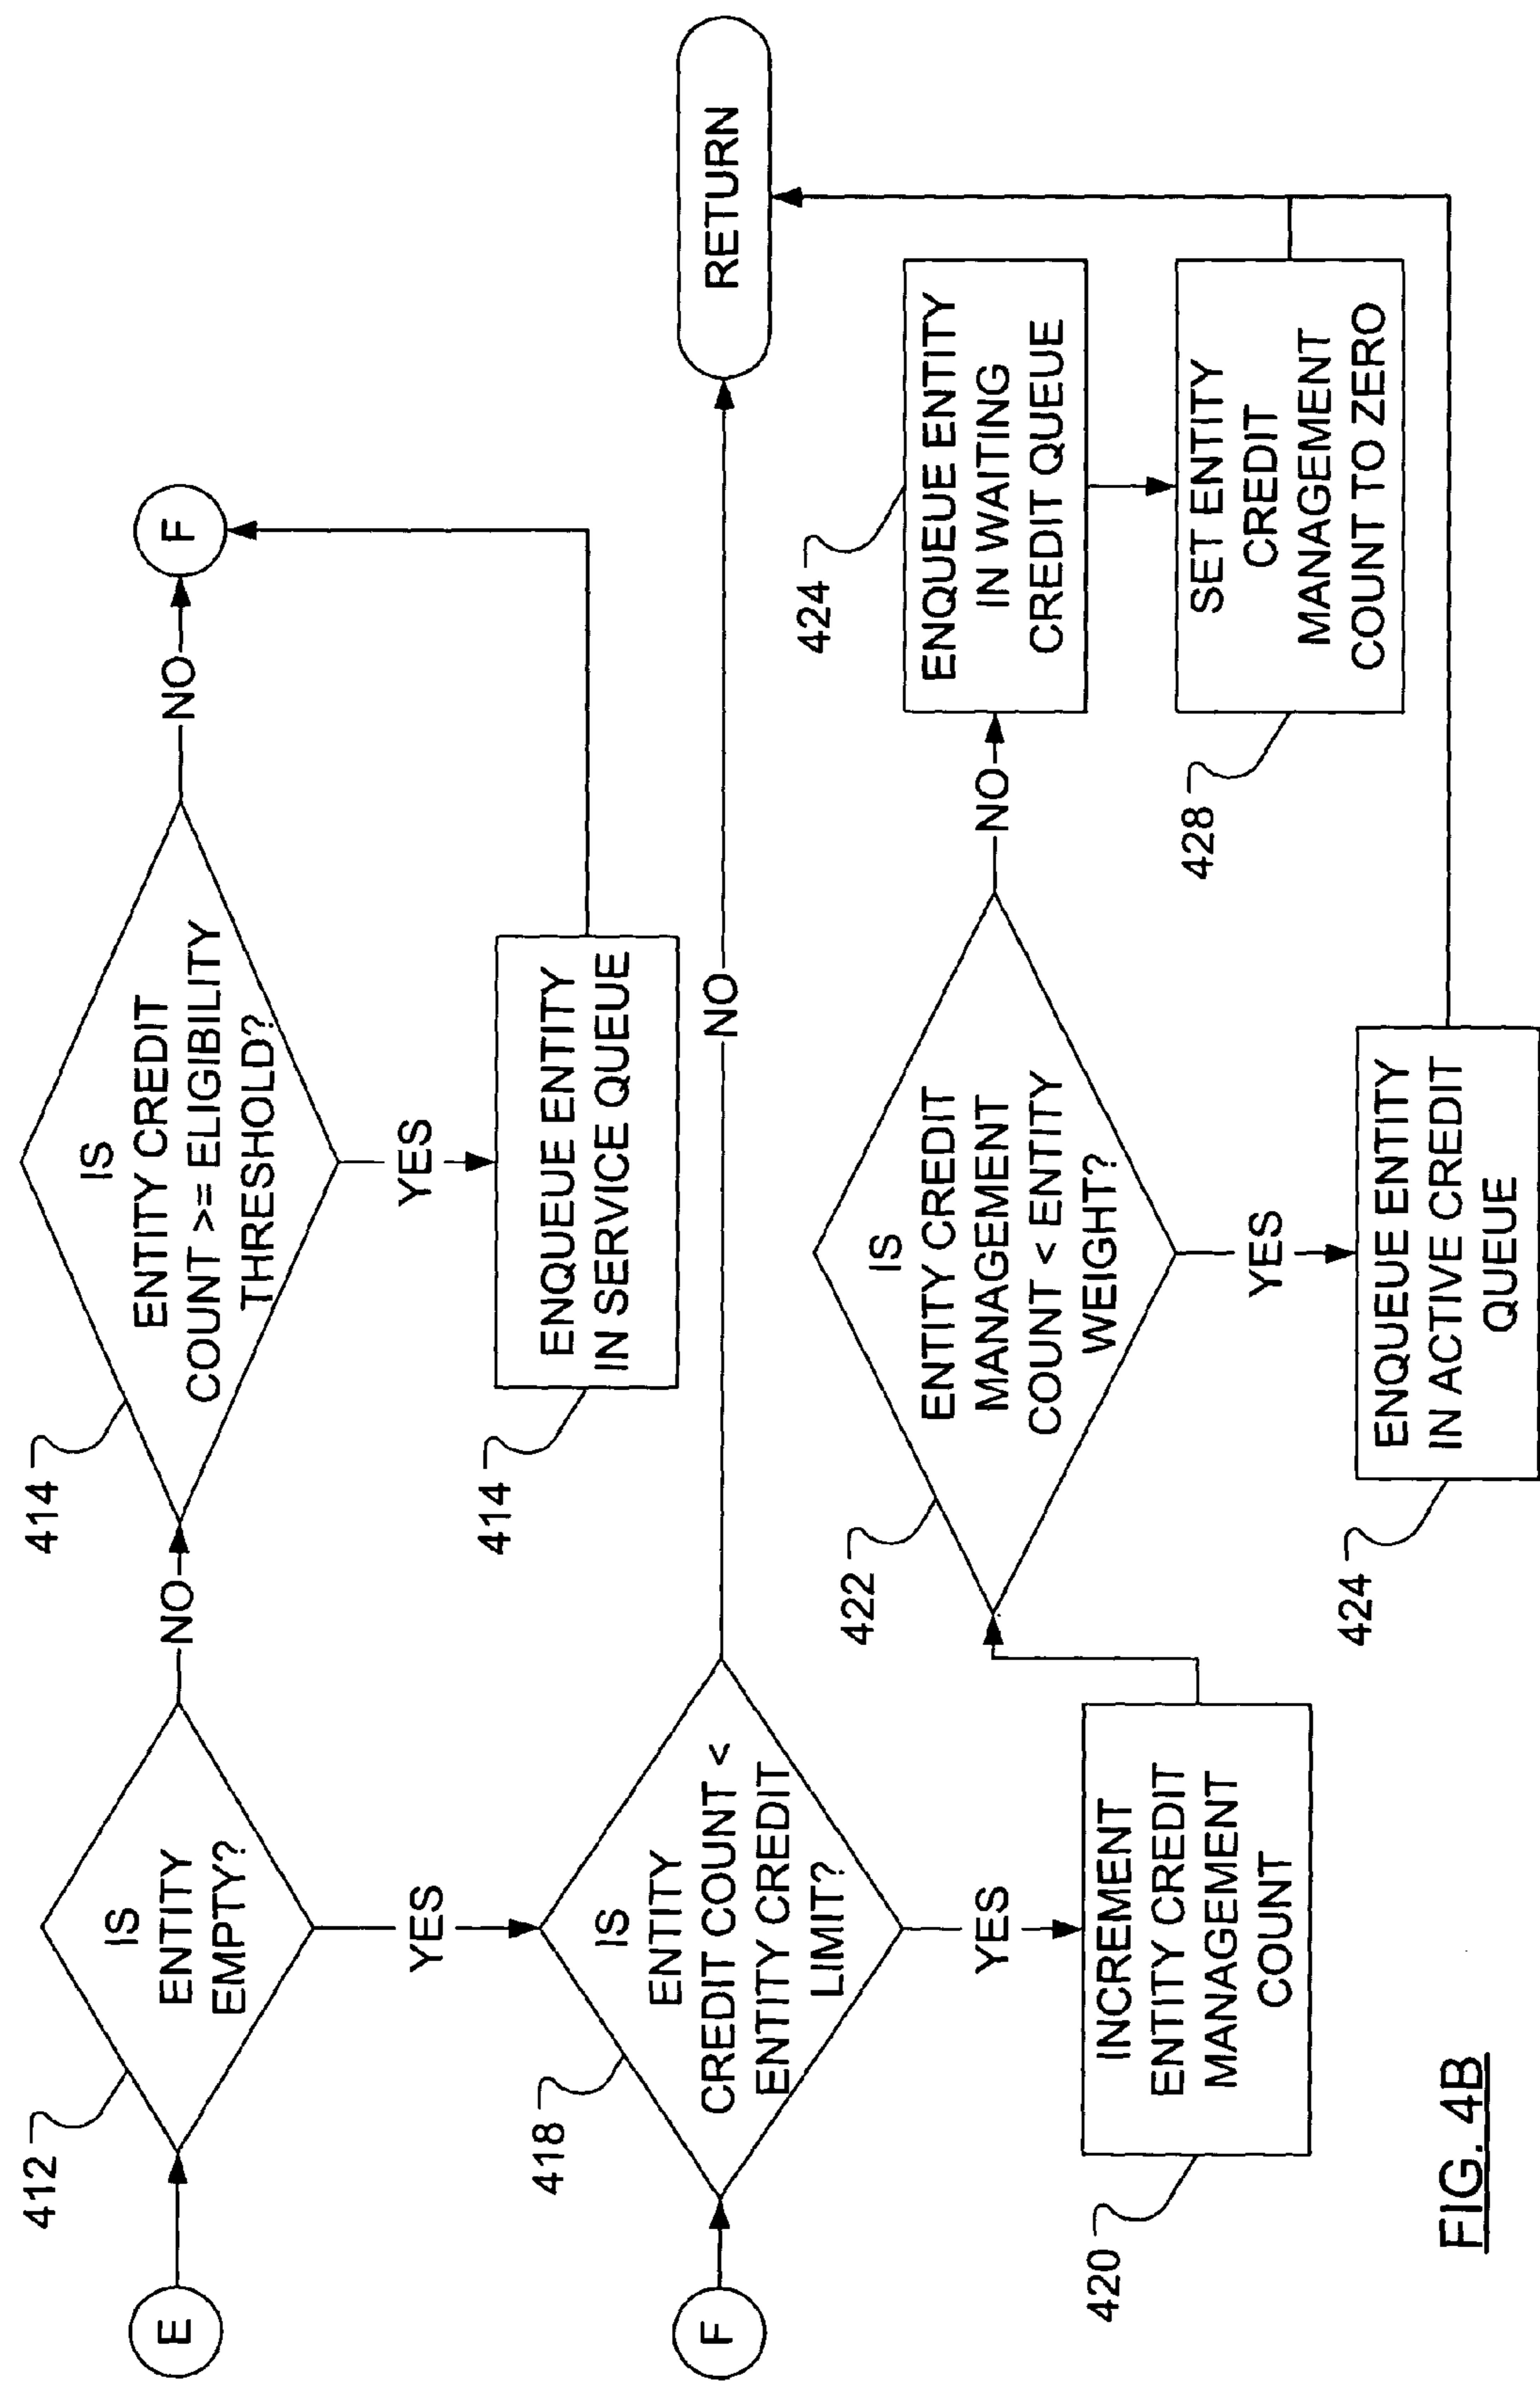 E
412
IS
ENTITY
EMPTY?
NO
YES
414
IS
ENTITY CREDIT
COUNT >= ELIGIBILITY
THRESHOLD?
NO
F
YES
414
ENQUEUE ENTITY
IN SERVICE QUEUE
F
418
IS
ENTITY
CREDIT COUNT <
ENTITY CREDIT
LIMIT?
NO
RETURN
YES
420
INCREMENT
ENTITY CREDIT
MANAGEMENT
COUNT
422
IS
ENTITY CREDIT
MANAGEMENT
COUNT < ENTITY
WEIGHT?
NO
424
ENQUEUE ENTITY
IN WAITING
CREDIT QUEUE
428
SET ENTITY
CREDIT
MANAGEMENT
COUNT TO ZERO
YES
424
ENQUEUE ENTITY
IN ACTIVE CREDIT
QUEUE
FIG. 4B